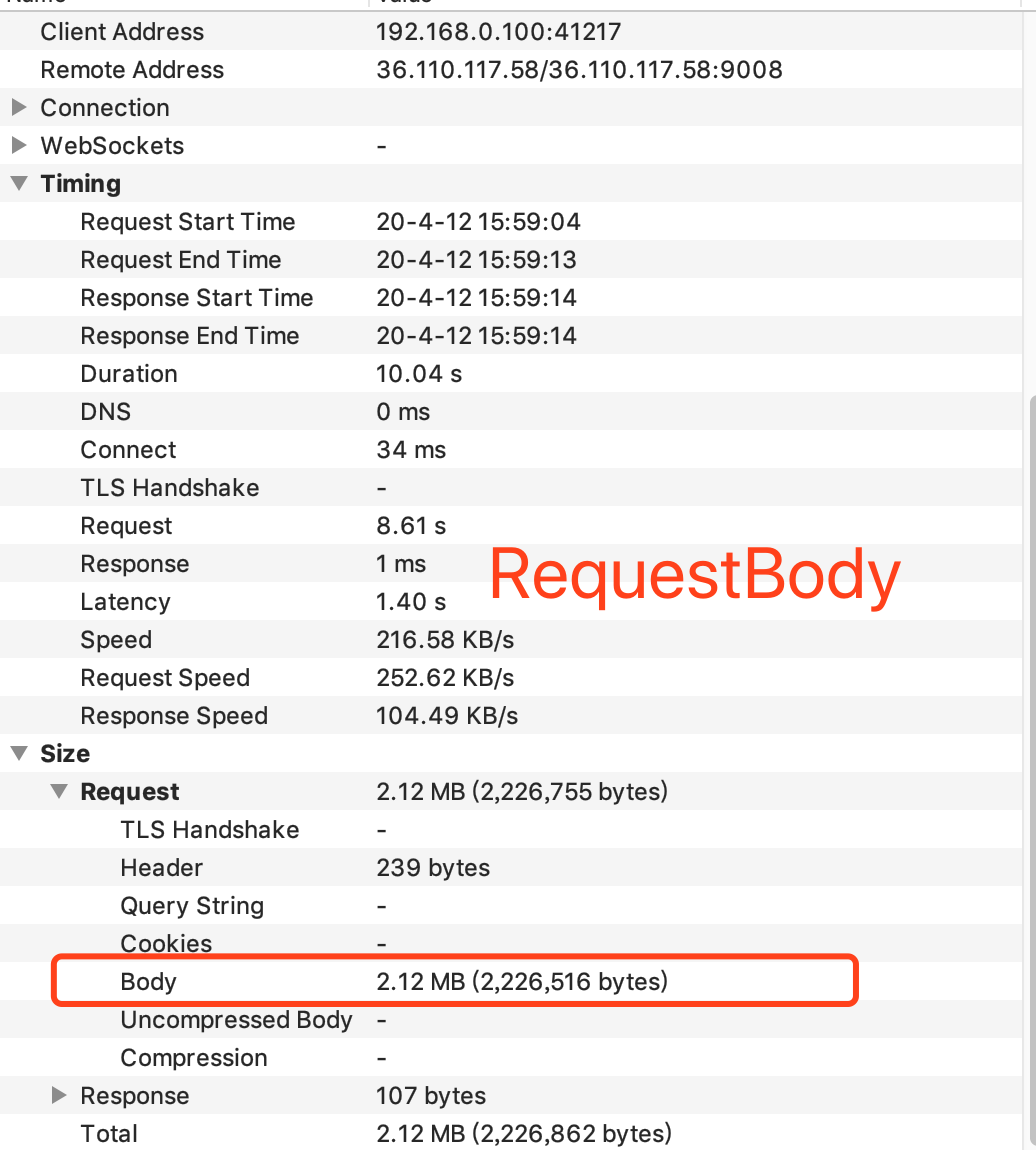 Name Value
Client Address 192.168.0.100:41217
Remote Address 36.110.117.58/36.110.117.58:9008
Connection
WebSockets -
Timing
Request Start Time 20-4-12 15:59:04
Request End Time 20-4-12 15:59:13
Response Start Time 20-4-12 15:59:14
Response End Time 20-4-12 15:59:14
Duration 10.04 s
DNS 0 ms
Connect 34 ms
TLS Handshake -
Request 8.61 s
Response 1 ms
RequestBody
Latency 1.40 s
Speed 216.58 KB/s
Request Speed 252.62 KB/s
Response Speed 104.49 KB/s
Size
Request 2.12 MB (2,226,755 bytes)
TLS Handshake -
Header 239 bytes
Query String -
Cookies -
Body 2.12 MB (2,226,516 bytes)
Uncompressed Body -
Compression -
Response 107 bytes
Total 2.12 MB (2,226,862 bytes)